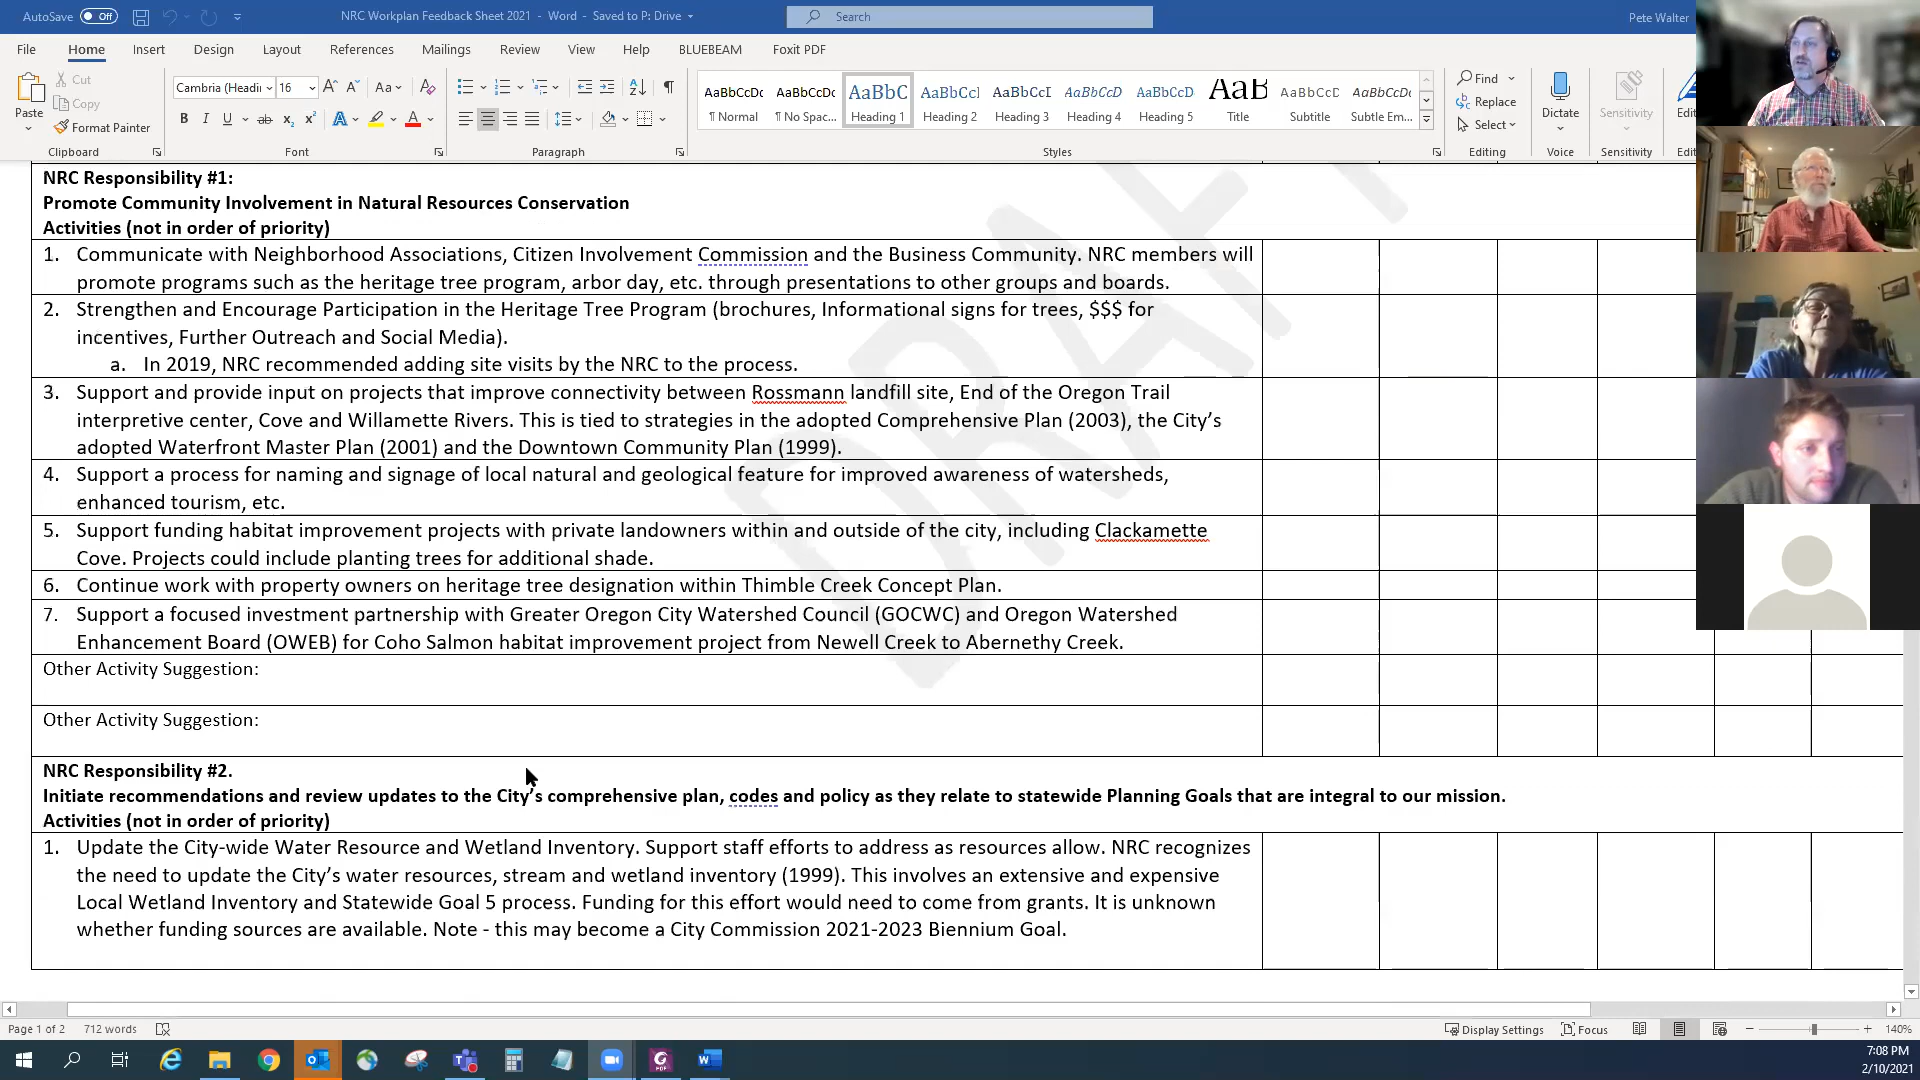 AutoSave Off NRC Workplan Feedback Sheet 2021 - Word - Saved to P: Drive Search Pete Walter
File Home Insert Design Layout References Mailings Review View Help BLUEBEAM Foxit PDF
Paste Cut Copy Format Painter
Cambria (Headi 16
AaBbCcDc AaBbCcDc AaBbC AaBbCcI AaBbCcI AaBbCcD AaBbCcD AaB AaBbCcD AaBbCcDc
¶ Normal ¶ No Spac... Heading 1 Heading 2 Heading 3 Heading 4 Heading 5 Title Subtitle Subtle Em...
Find Replace Select Dictate Sensitivity Edit
Clipboard Font Paragraph Styles Editing Voice Sensitivity Edit
DRAFT
NRC Responsibility #1:
Promote Community Involvement in Natural Resources Conservation
Activities (not in order of priority)
1. Communicate with Neighborhood Associations, Citizen Involvement Commission and the Business Community. NRC members will
promote programs such as the heritage tree program, arbor day, etc. through presentations to other groups and boards.
2. Strengthen and Encourage Participation in the Heritage Tree Program (brochures, Informational signs for trees, $$$ for
incentives, Further Outreach and Social Media).
a. In 2019, NRC recommended adding site visits by the NRC to the process.
3. Support and provide input on projects that improve connectivity between Rossmann landfill site, End of the Oregon Trail
interpretive center, Cove and Willamette Rivers. This is tied to strategies in the adopted Comprehensive Plan (2003), the City's
adopted Waterfront Master Plan (2001) and the Downtown Community Plan (1999).
4. Support a process for naming and signage of local natural and geological feature for improved awareness of watersheds,
enhanced tourism, etc.
5. Support funding habitat improvement projects with private landowners within and outside of the city, including Clackamette
Cove. Projects could include planting trees for additional shade.
6. Continue work with property owners on heritage tree designation within Thimble Creek Concept Plan.
7. Support a focused investment partnership with Greater Oregon City Watershed Council (GOCWC) and Oregon Watershed
Enhancement Board (OWEB) for Coho Salmon habitat improvement project from Newell Creek to Abernethy Creek.
Other Activity Suggestion:
Other Activity Suggestion:
NRC Responsibility #2.
Initiate recommendations and review updates to the City's comprehensive plan, codes and policy as they relate to statewide Planning Goals that are integral to our mission.
Activities (not in order of priority)
1. Update the City-wide Water Resource and Wetland Inventory. Support staff efforts to address as resources allow. NRC recognizes
the need to update the City's water resources, stream and wetland inventory (1999). This involves an extensive and expensive
Local Wetland Inventory and Statewide Goal 5 process. Funding for this effort would need to come from grants. It is unknown
whether funding sources are available. Note - this may become a City Commission 2021-2023 Biennium Goal.
Page 1 of 2 712 words Display Settings Focus 140%
7:08 PM
2/10/2021